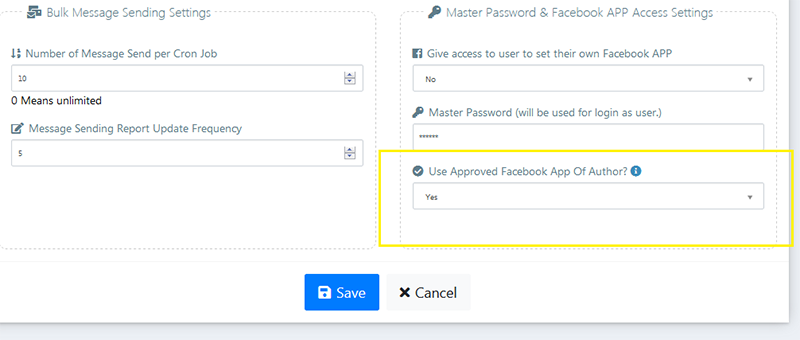 Bulk Message Sending Settings
Number of Message Send per Cron Job
10
0 Means unlimited
Message Sending Report Update Frequency
5
Master Password & Facebook APP Access Settings
Give access to user to set their own Facebook APP
No
Master Password (will be used for login as user.)
******
Use Approved Facebook App Of Author?
Yes
Save
Cancel